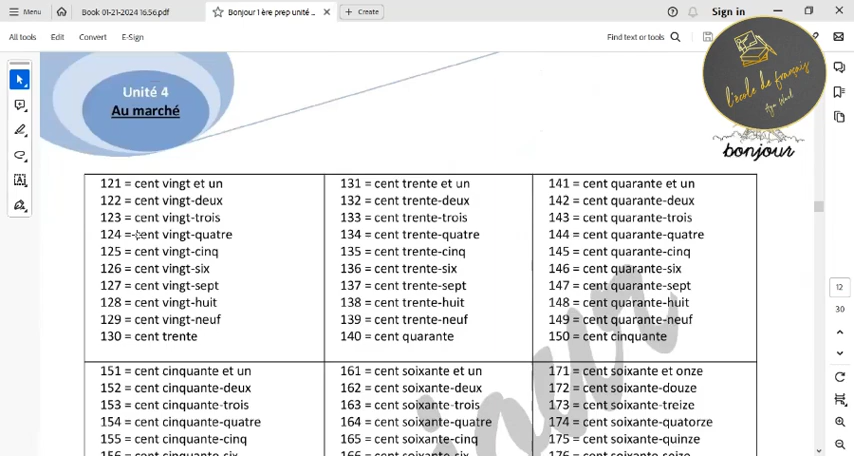 Menu
Book 01-21-2024 16.56.pdf
Bonjour 1 ère prep unité ...
+ Create
Sign in
All tools
Edit
Convert
E-Sign
Find text or tools
Unité 4
Au marché
l'école de français
bonjour
121 = cent vingt et un
122 = cent vingt-deux
123 = cent vingt-trois
124 = cent vingt-quatre
125 = cent vingt-cinq
126 = cent vingt-six
127 = cent vingt-sept
128 = cent vingt-huit
129 = cent vingt-neuf
130 = cent trente
131 = cent trente et un
132 = cent trente-deux
133 = cent trente-trois
134 = cent trente-quatre
135 = cent trente-cinq
136 = cent trente-six
137 = cent trente-sept
138 = cent trente-huit
139 = cent trente-neuf
140 = cent quarante
141 = cent quarante et un
142 = cent quarante-deux
143 = cent quarante-trois
144 = cent quarante-quatre
145 = cent quarante-cinq
146 = cent quarante-six
147 = cent quarante-sept
148 = cent quarante-huit
149 = cent quarante-neuf
150 = cent cinquante
151 = cent cinquante et un
152 = cent cinquante-deux
153 = cent cinquante-trois
154 = cent cinquante-quatre
155 = cent cinquante-cinq
156 = cent cinquante-six
161 = cent soixante et un
162 = cent soixante-deux
163 = cent soixante-trois
164 = cent soixante-quatre
165 = cent soixante-cinq
166 = cent soixante-six
171 = cent soixante et onze
172 = cent soixante-douze
173 = cent soixante-treize
174 = cent soixante-quatorze
175 = cent soixante-quinze
176 = cent soixante-seize
12
30